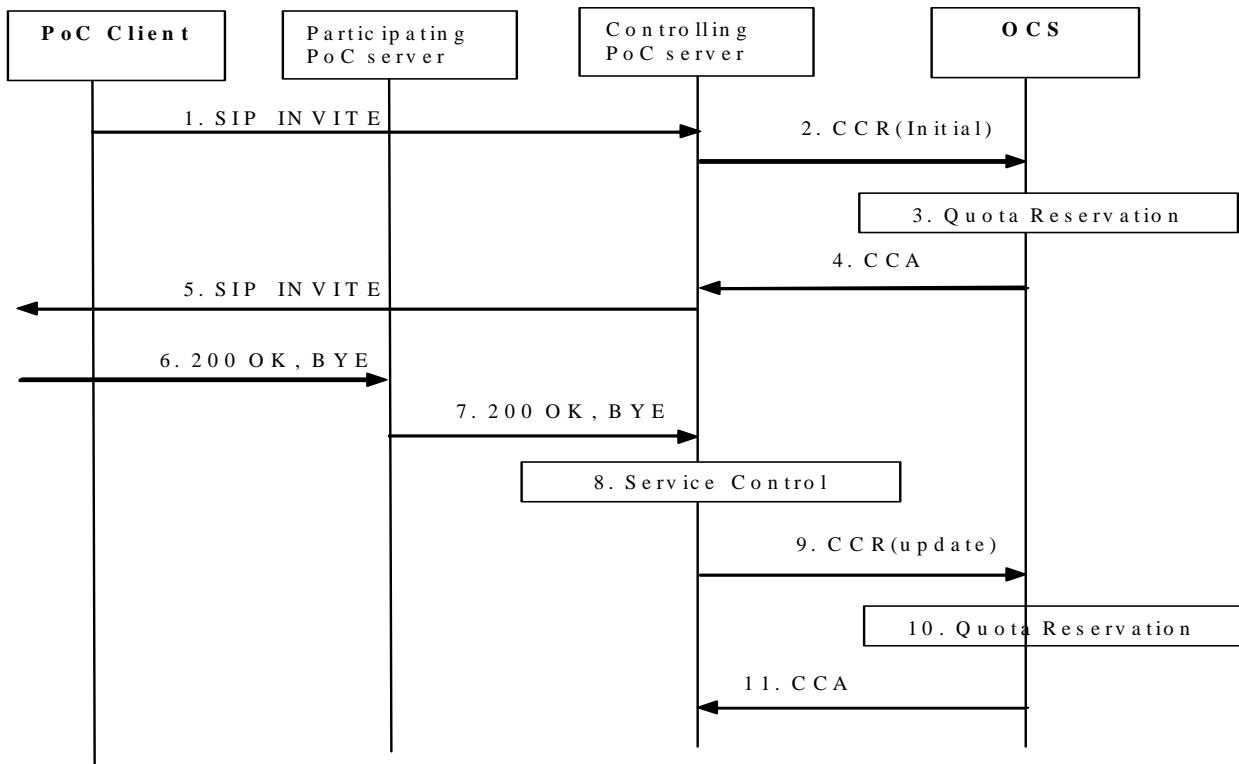 PoC Client
Participating
PoC server
Controlling
PoC server
OCS
1. SIP INVITE
2. CCR(Initial)
3. Quota Reservation
4. CCA
5. SIP INVITE
6. 200 OK, BYE
7. 200 OK, BYE
8. Service Control
9. CCR(update)
10. Quota Reservation
11. CCA